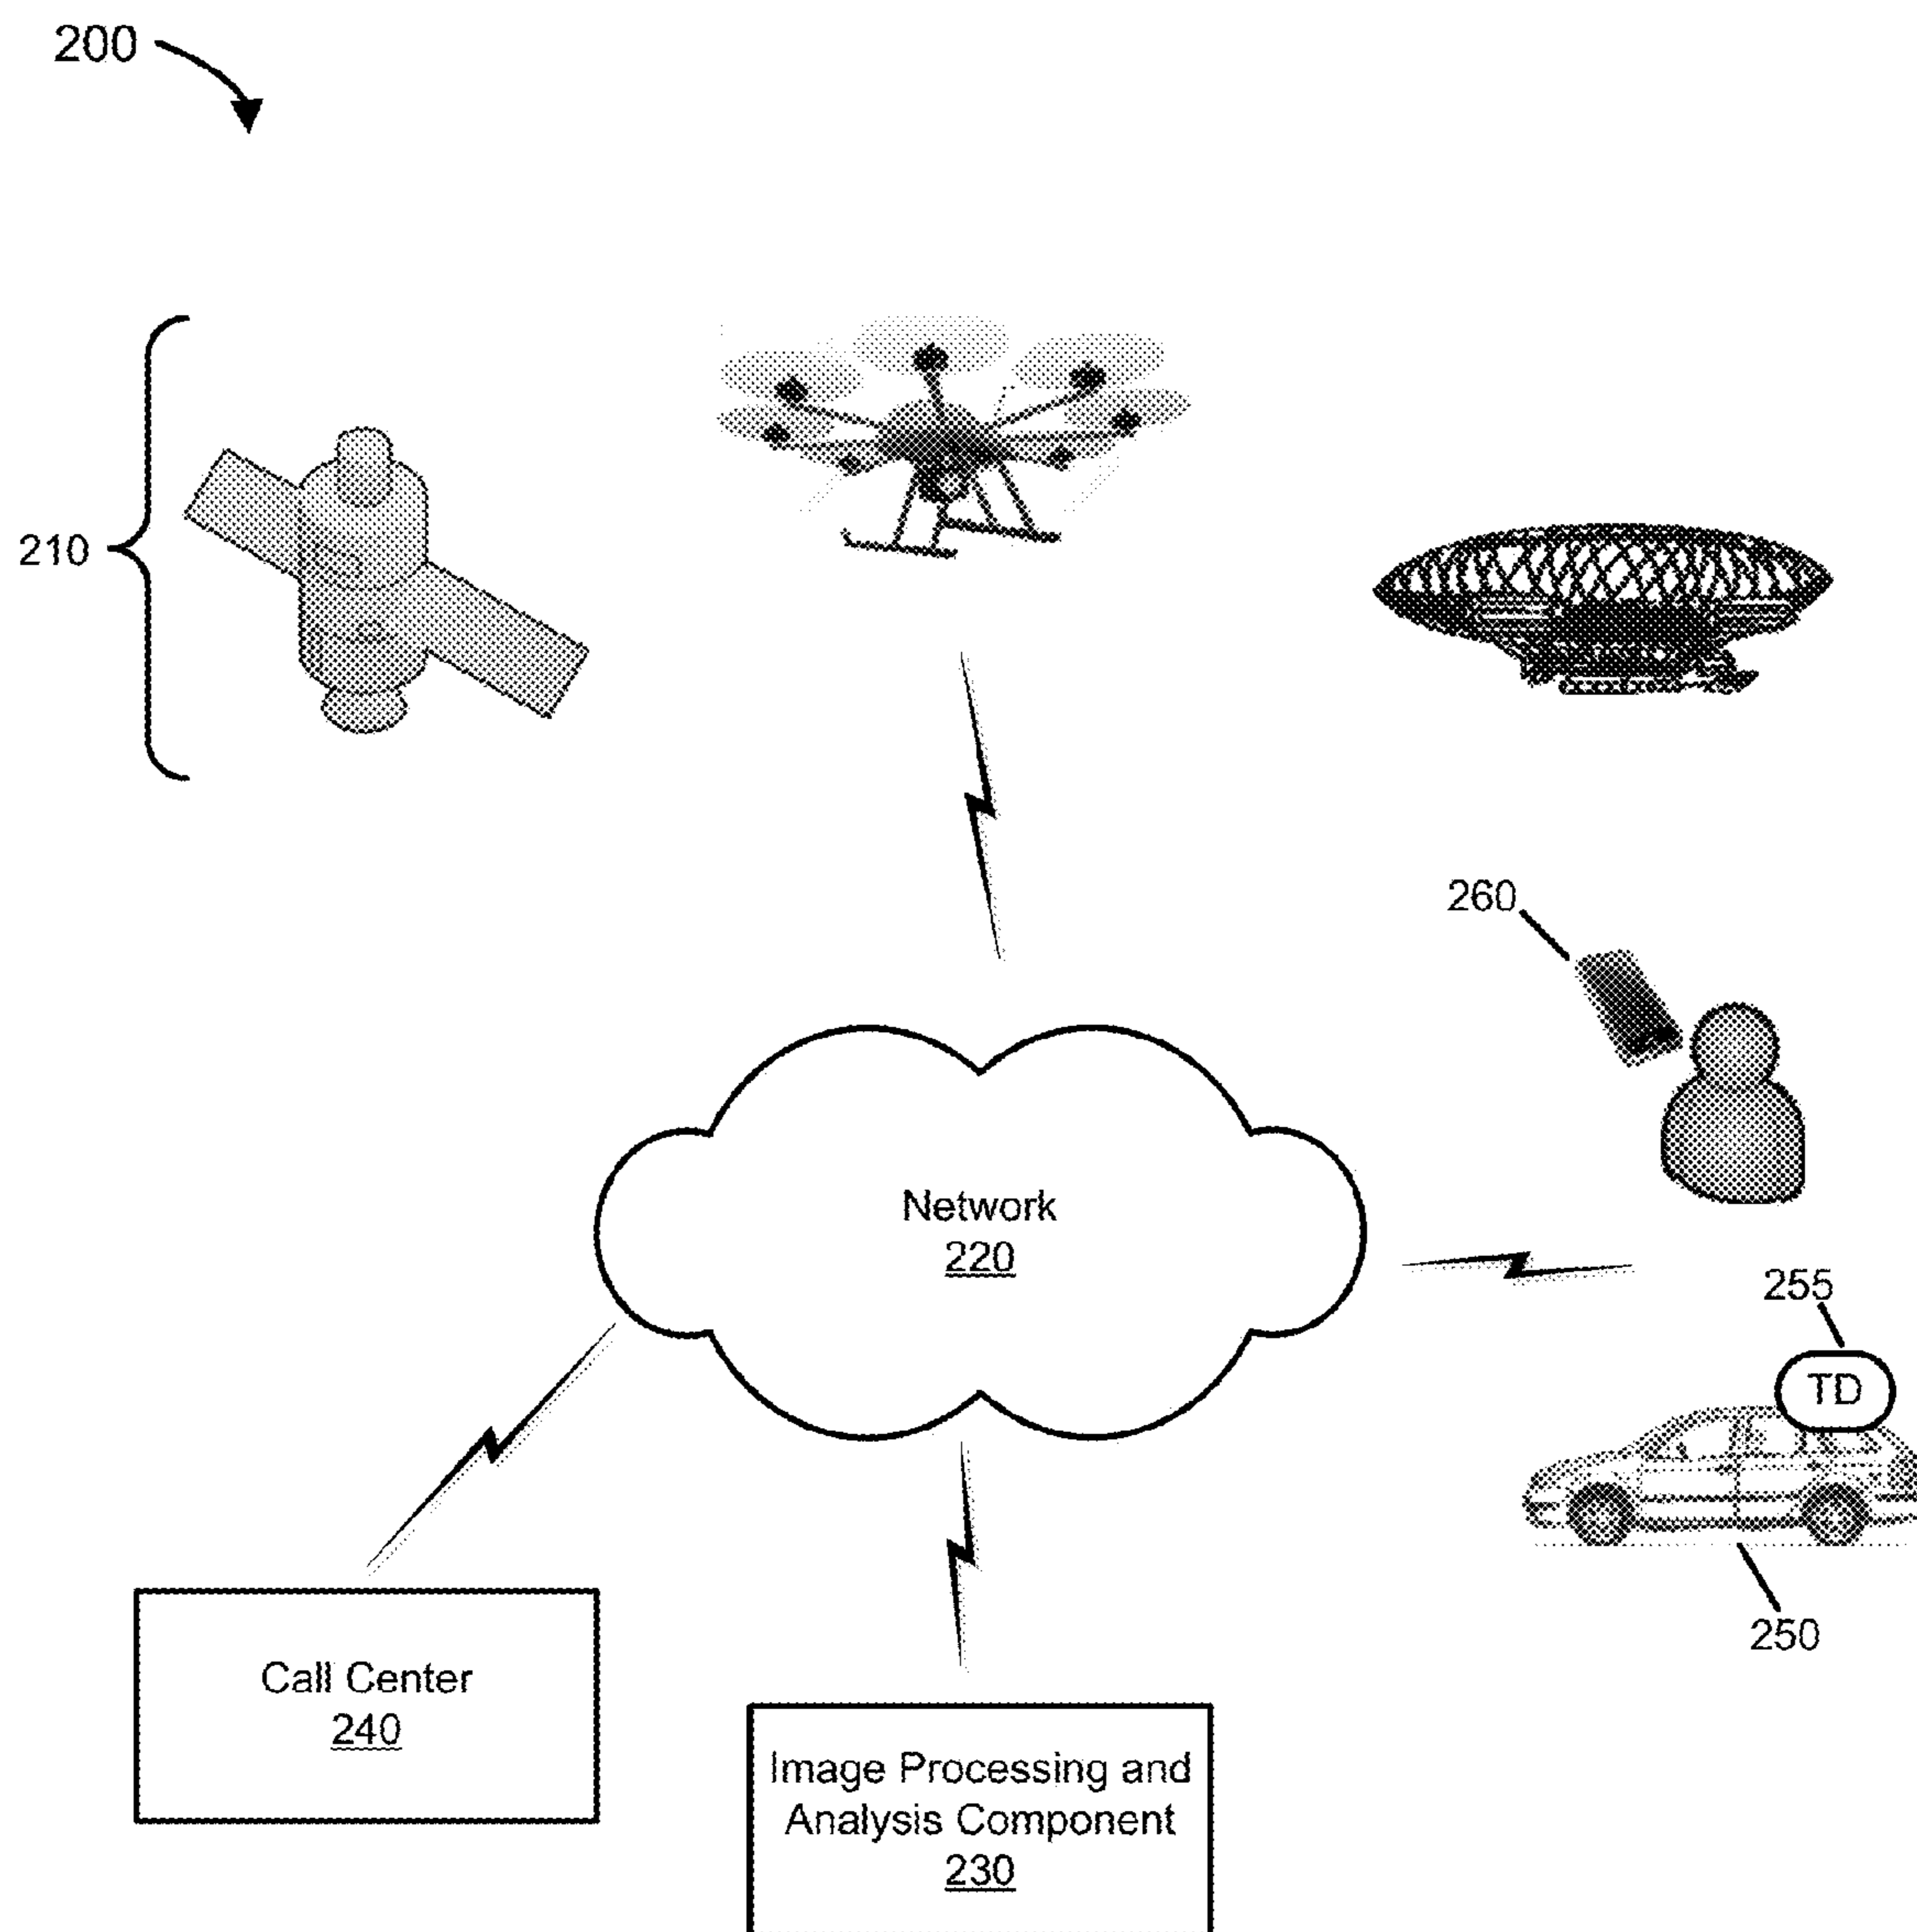 200
210
260
Network
220
255
TD
250
Call Center
240
Image Processing and
Analysis Component
230